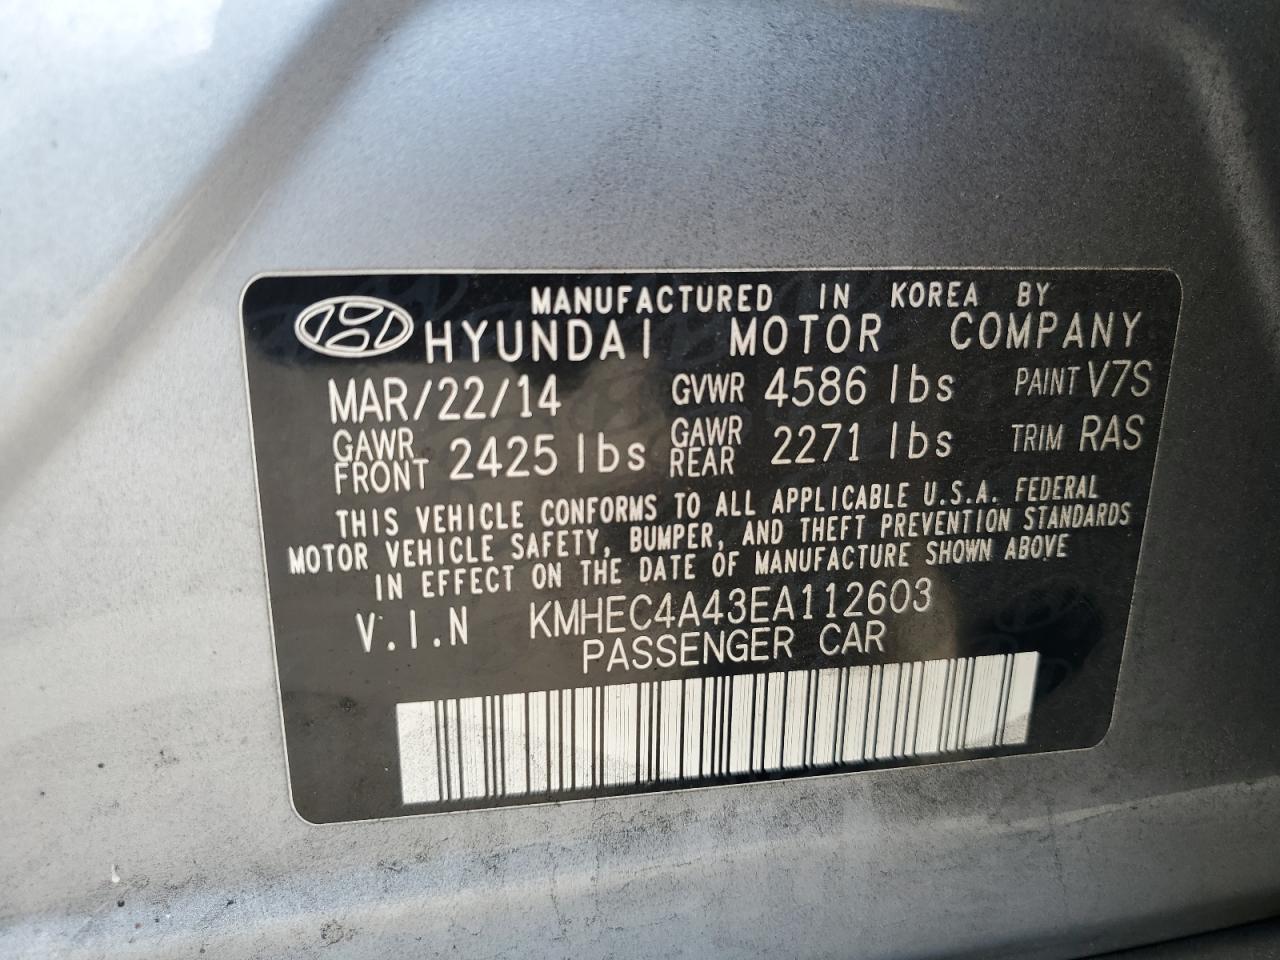 MANUFACTURED IN KOREA BY
HYUNDAI MOTOR COMPANY
MAR/22/14 GVWR 4586 lbs PAINT V7S
GAWR FRONT 2425 lbs GAWR REAR 2271 lbs TRIM RAS
THIS VEHICLE CONFORMS TO ALL APPLICABLE U.S.A. FEDERAL
MOTOR VEHICLE SAFETY, BUMPER, AND THEFT PREVENTION STANDARDS
IN EFFECT ON THE DATE OF MANUFACTURE SHOWN ABOVE
V.I.N KMHEC4A43EA112603
PASSENGER CAR